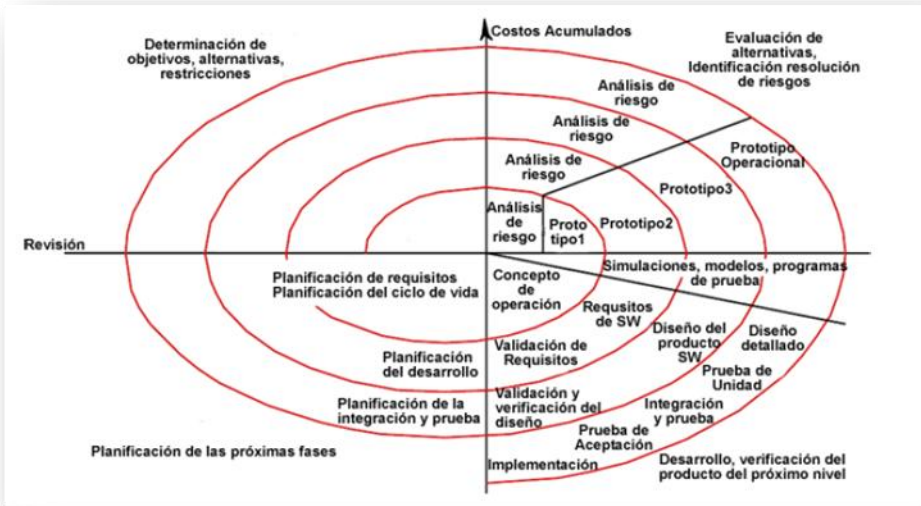 Costos Acumulados
Determinación de
objetivos, alternativas,
restricciones
Evaluación de
alternativas,
Identificación resolución
de riesgos
Análisis de
riesgo
Análisis de
riesgo
Análisis de
riesgo
Análisis
de
riesgo
Proto
tipo1
Prototipo2
Prototipo3
Prototipo
Operacional
Revisión
Simulaciones, modelos, programas
de prueba
Planificación de requisitos
Planificación del ciclo de vida
Concepto
de
operación
Requsitos
de SW
Diseño del
producto
SW
Diseño
detallado
Planificación
del desarrollo
Validación de
Requisitos
Prueba de
Unidad
Planificación de la
integración y prueba
Validación y
verificación del
diseño
Integración
y prueba
Prueba de
Aceptación
Implementación
Planificación de las próximas fases
Desarrollo, verificación del
producto del próximo nivel